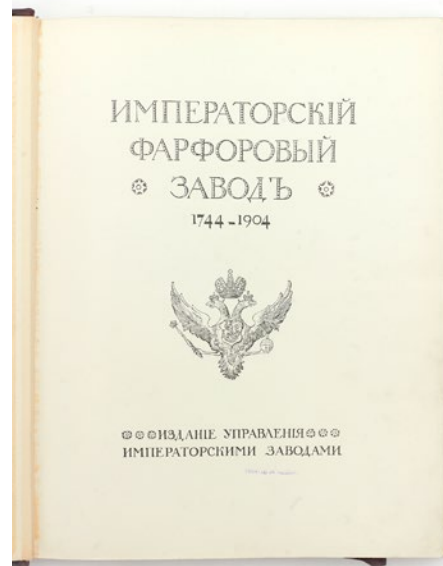 ИМПЕРАТОРСКІЙ
ФАРФОРОВЫЙ
ЗАВОДЪ
1744-1904
ИЗДАНІЕ УПРАВЛЕНІЯ
ИМПЕРАТОРСКИМИ ЗАВОДАМИ